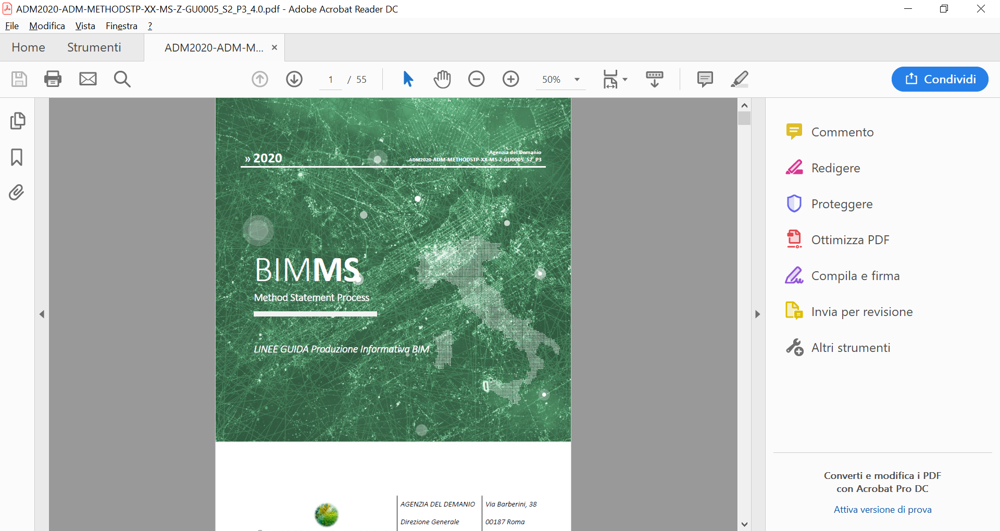 ADM2020-ADM-METHODSTP-XX-MS-Z-GU0005_S2_P3_4.0.pdf - Adobe Acrobat Reader DC
File Modifica Vista Finestra ?
Home Strumenti ADM2020-ADM-M... ×
1 / 55 50% Condividi
» 2020
Agenzia del Demanio
ADM2020-ADM-METHODSTP-XX-MS-Z-GU0005_S2_P3
BIMMS
Method Statement Process
LINEE GUIDA Produzione Informativa BIM
AGENZIA DEL DEMANIO
Direzione Generale
Via Barberini, 38
00187 Roma
Commento
Redigere
Proteggere
Ottimizza PDF
Compila e firma
Invia per revisione
Altri strumenti
Converti e modifica i PDF
con Acrobat Pro DC
Attiva versione di prova